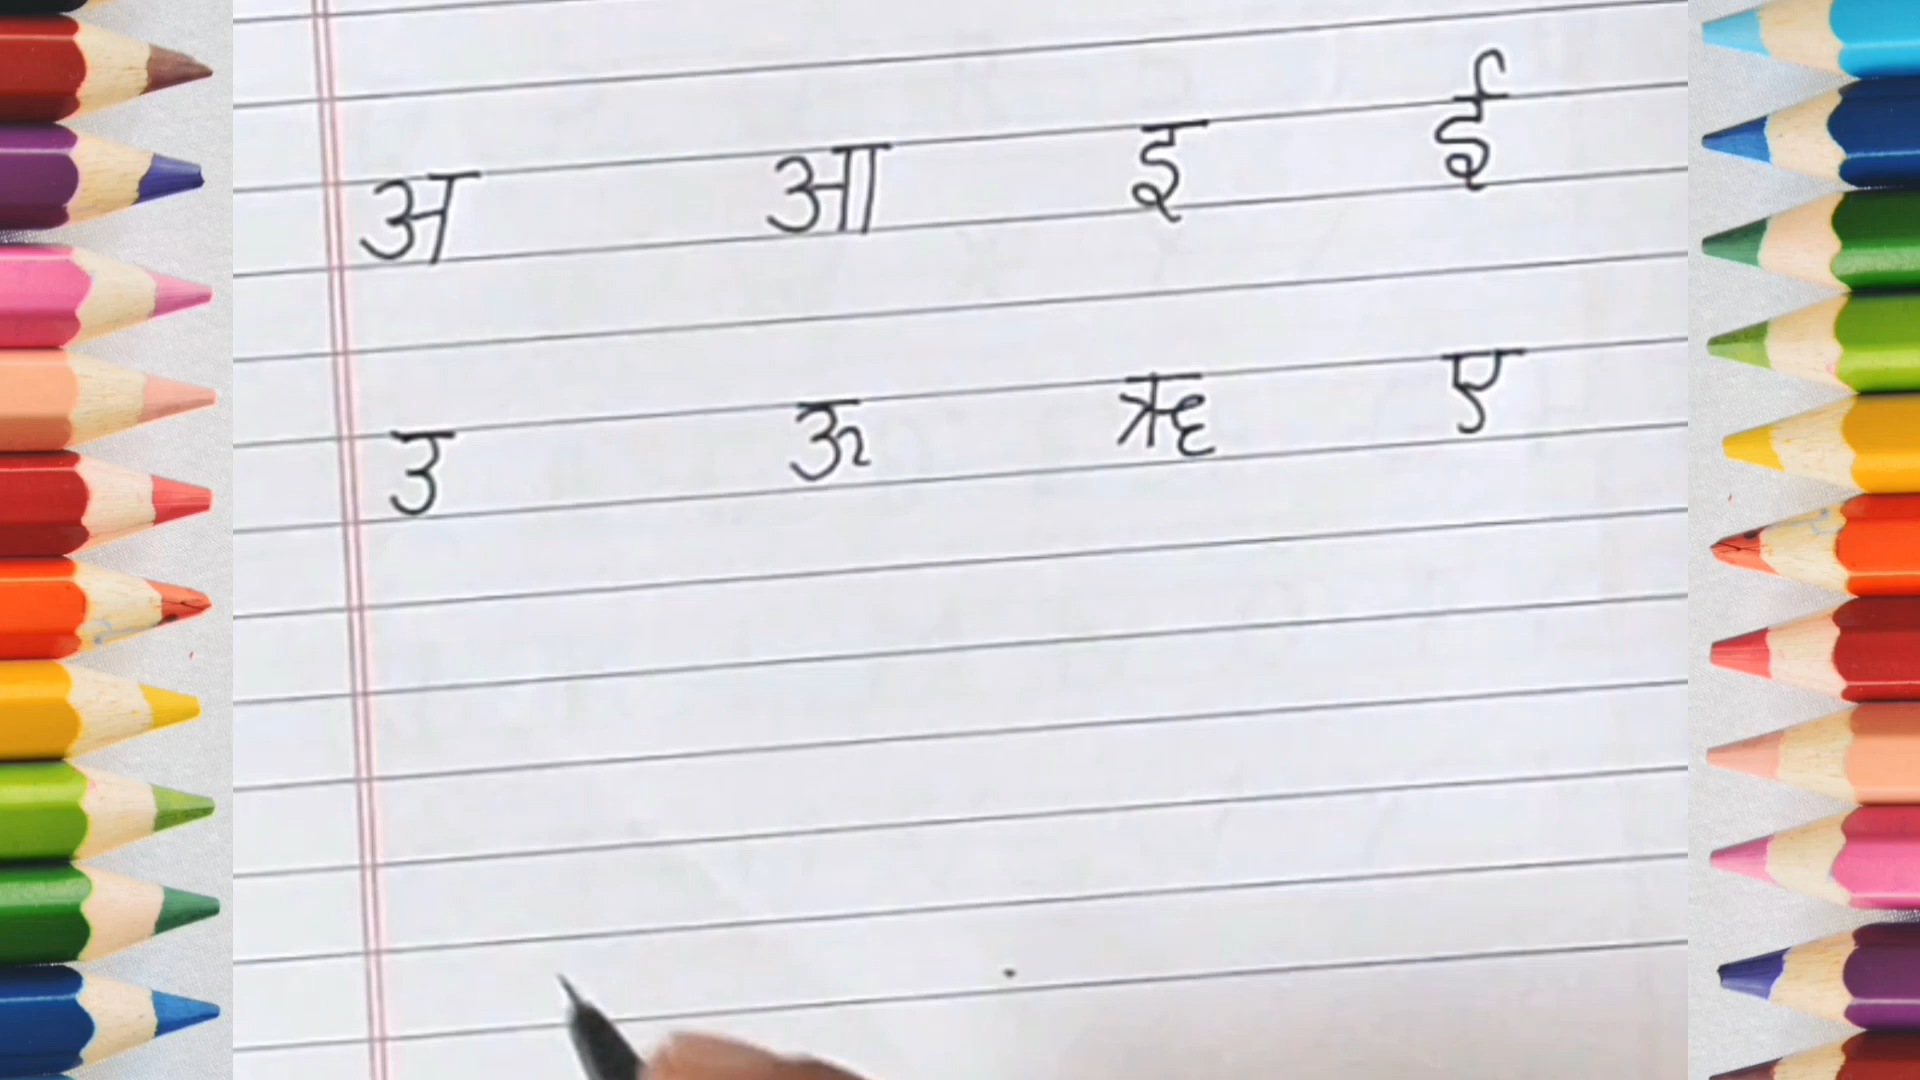 अ आ इ ई
उ ऊ ऋ ए